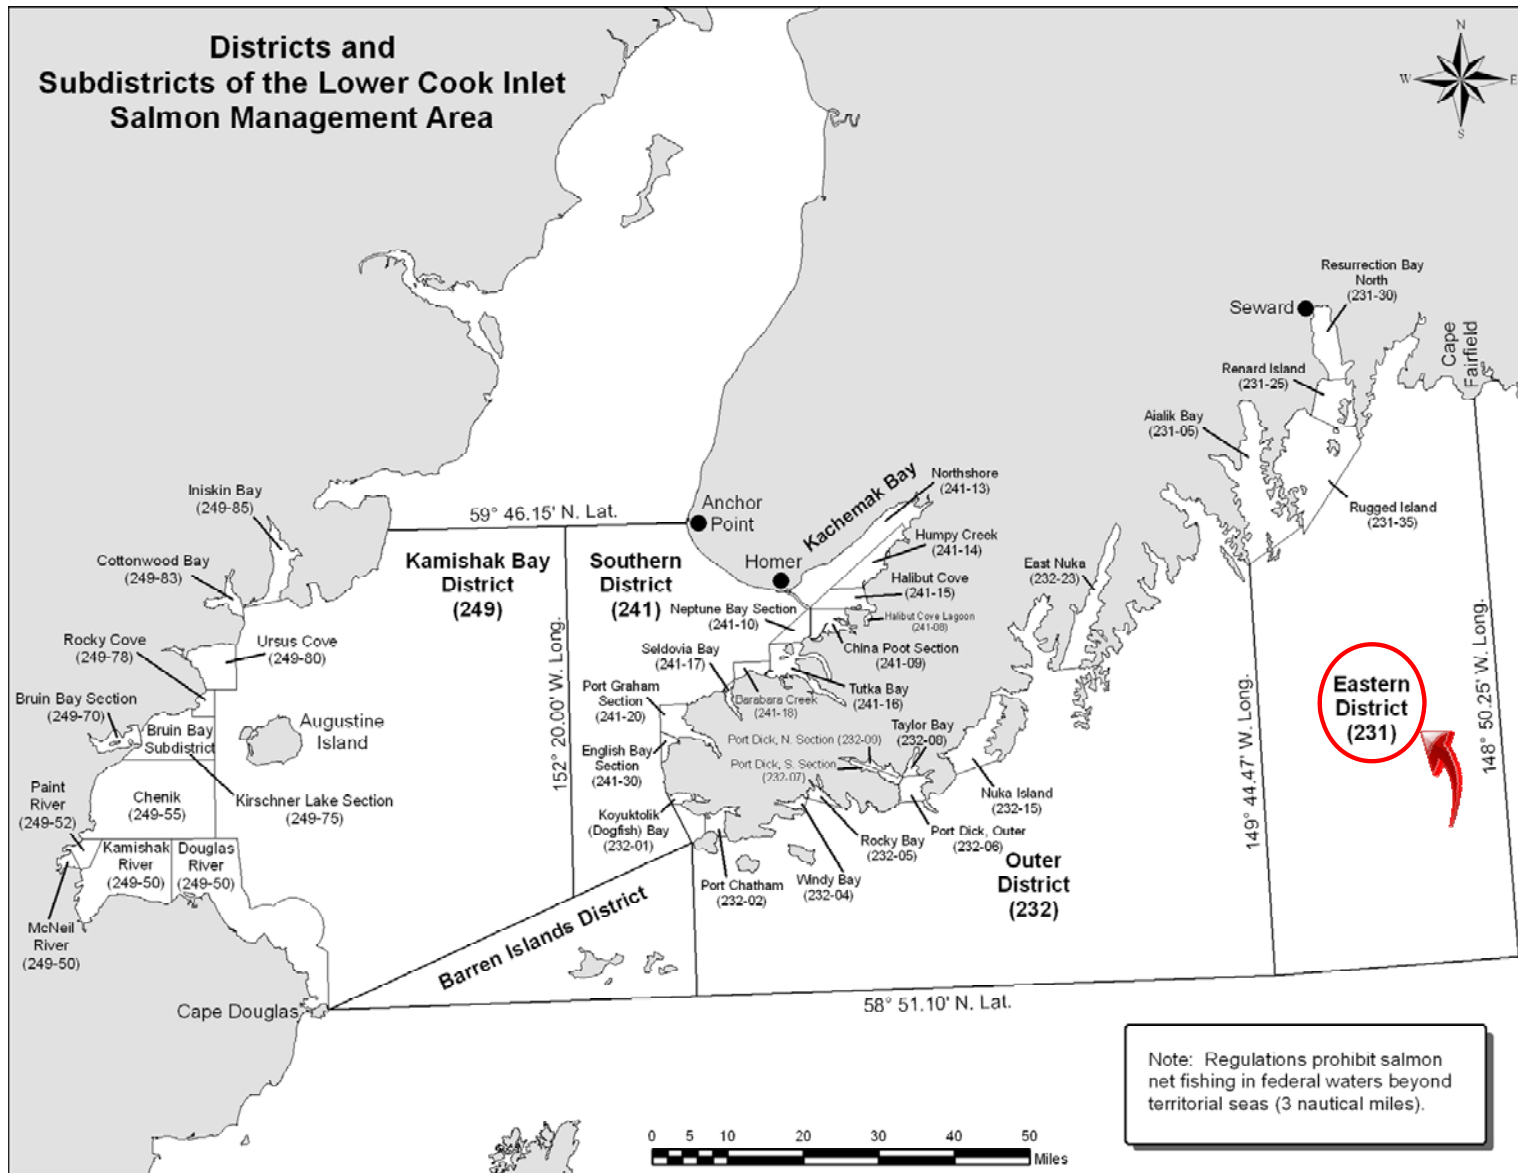 Districts and
Subdistricts of the Lower Cook Inlet
Salmon Management Area
N
W
E
S
Resurrection Bay
North
(231-30)
Seward
Cape
Fairfield
Renard Island
(231-25)
Aialik Bay
(231-05)
Rugged Island
(231-35)
Northshore
(241-13)
Kachemak Bay
Iniskin Bay
(249-85)
59° 46.15' N. Lat.
Anchor
Point
Humpy Creek
(241-14)
Cottonwood Bay
(249-83)
Kamishak Bay
District
(249)
Southern
District
(241)
Homer
East Nuka
(232-23)
Halibut Cove
(241-15)
Neptune Bay Section
(241-10)
Halibut Cove Lagoon
(241-08)
Rocky Cove
(249-78)
Ursus Cove
(249-80)
Seldovia Bay
(241-17)
China Poot Section
(241-09)
152° 20.00' W. Long.
149° 44.47' W. Long.
148° 50.25' W. Long.
Eastern
District
(231)
Bruin Bay Section
(249-70)
Port Graham
Section
(241-20)
Barabara Creek
(241-18)
Tutka Bay
(241-16)
Bruin Bay
Subdistrict
Augustine
Island
Port Dick, N. Section (232-09)
Taylor Bay
(232-08)
English Bay
Section
(241-30)
Port Dick, S. Section
(232-07)
Paint
River
(249-52)
Chenik
(249-55)
Kirschner Lake Section
(249-75)
Nuka Island
(232-15)
Koyuktolik
(Dogfish) Bay
(232-01)
Rocky Bay
(232-05)
Port Dick, Outer
(232-06)
Kamishak
River
(249-50)
Douglas
River
(249-50)
Outer
District
(232)
Port Chatham
(232-02)
Windy Bay
(232-04)
McNeil
River
(249-50)
Barren Islands District
Cape Douglas
58° 51.10' N. Lat.
Note: Regulations prohibit salmon
net fishing in federal waters beyond
territorial seas (3 nautical miles).
0 5 10 20 30 40 50
Miles